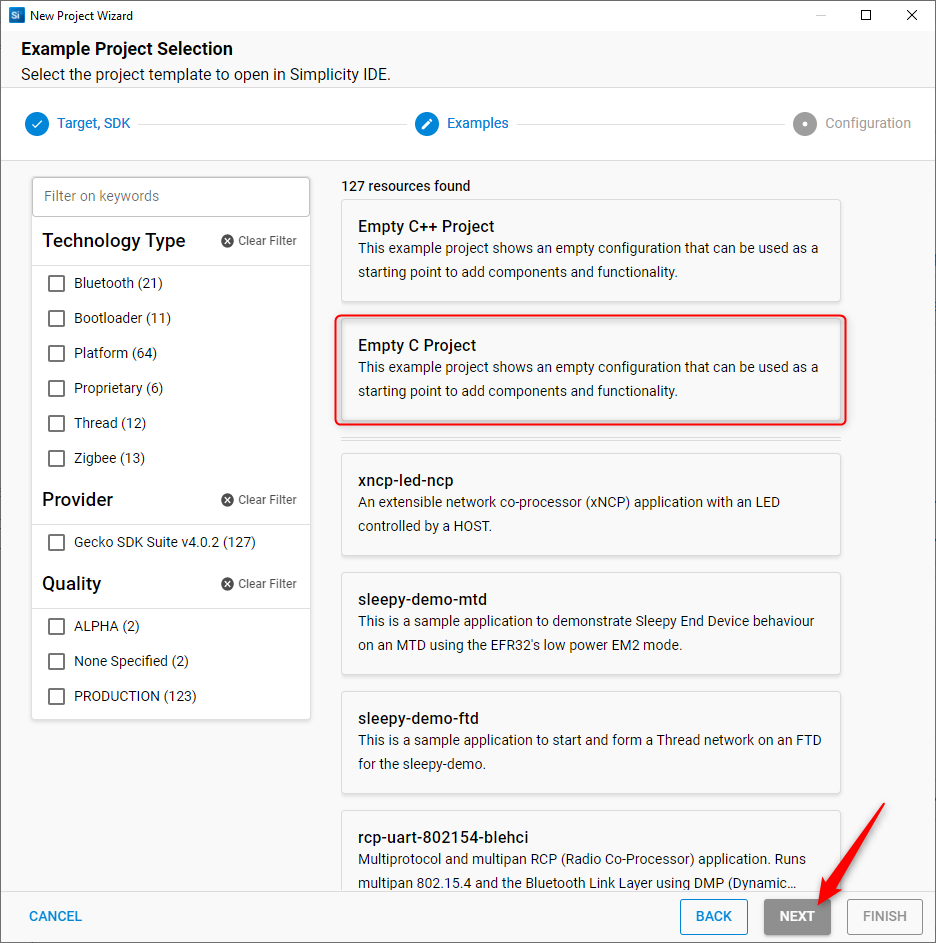 Si New Project Wizard
Example Project Selection
Select the project template to open in Simplicity IDE.
Target, SDK
Examples
Configuration
Filter on keywords
Technology Type
Clear Filter
Bluetooth (21)
Bootloader (11)
Platform (64)
Proprietary (6)
Thread (12)
Zigbee (13)
Provider
Clear Filter
Gecko SDK Suite v4.0.2 (127)
Quality
Clear Filter
ALPHA (2)
None Specified (2)
PRODUCTION (123)
127 resources found
Empty C++ Project
This example project shows an empty configuration that can be used as a
starting point to add components and functionality.
Empty C Project
This example project shows an empty configuration that can be used as a
starting point to add components and functionality.
xncp-led-ncp
An extensible network co-processor (xNCP) application with an LED
controlled by a HOST.
sleepy-demo-mtd
This is a sample application to demonstrate Sleepy End Device behaviour
on an MTD using the EFR32's low power EM2 mode.
sleepy-demo-ftd
This is a sample application to start and form a Thread network on an FTD
for the sleepy-demo.
rcp-uart-802154-blehci
Multiprotocol and multipan RCP (Radio Co-Processor) application. Runs
multipan 802.15.4 and the Bluetooth Link Layer using DMP (Dynamic...
CANCEL
BACK
NEXT
FINISH